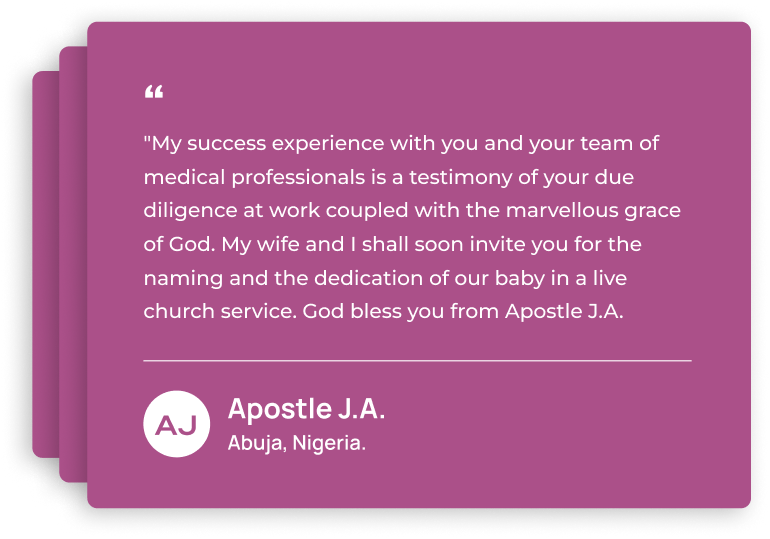 “
"My success experience with you and your team of
medical professionals is a testimony of your due
diligence at work coupled with the marvellous grace
of God. My wife and I shall soon invite you for the
naming and the dedication of our baby in a live
church service. God bless you from Apostle J.A.
AJ
Apostle J.A.
Abuja, Nigeria.